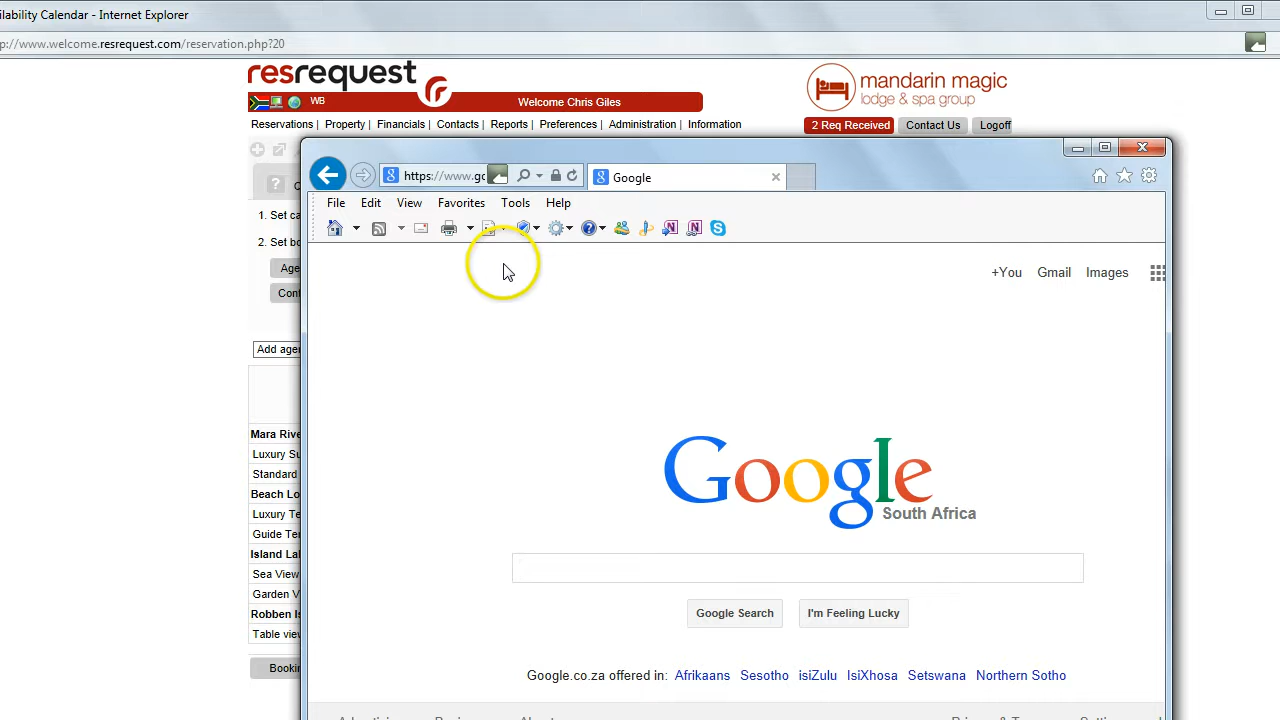 ilability Calendar - Internet Explorer
p://www.welcome.resrequest.com/reservation.php?20
resrequest
mandarin magic
lodge & spa group
WB
Welcome Chris Giles
Reservations | Property | Financials | Contacts | Reports | Preferences | Administration | Information
2 Req Received
Contact Us
Logoff
https://www.gc
Google
File Edit View Favorites Tools Help
1. Set ca
2. Set bo
Age
Con
Add age
Mara Rive
Luxury Su
Standard
Beach Lo
Luxury Te
Guide Ter
Island Lak
Sea View
Garden V
Robben Is
Table view
Bookin
+You Gmail Images
Google
South Africa
Google Search
I'm Feeling Lucky
Google.co.za offered in: Afrikaans Sesotho isiZulu IsiXhosa Setswana Northern Sotho